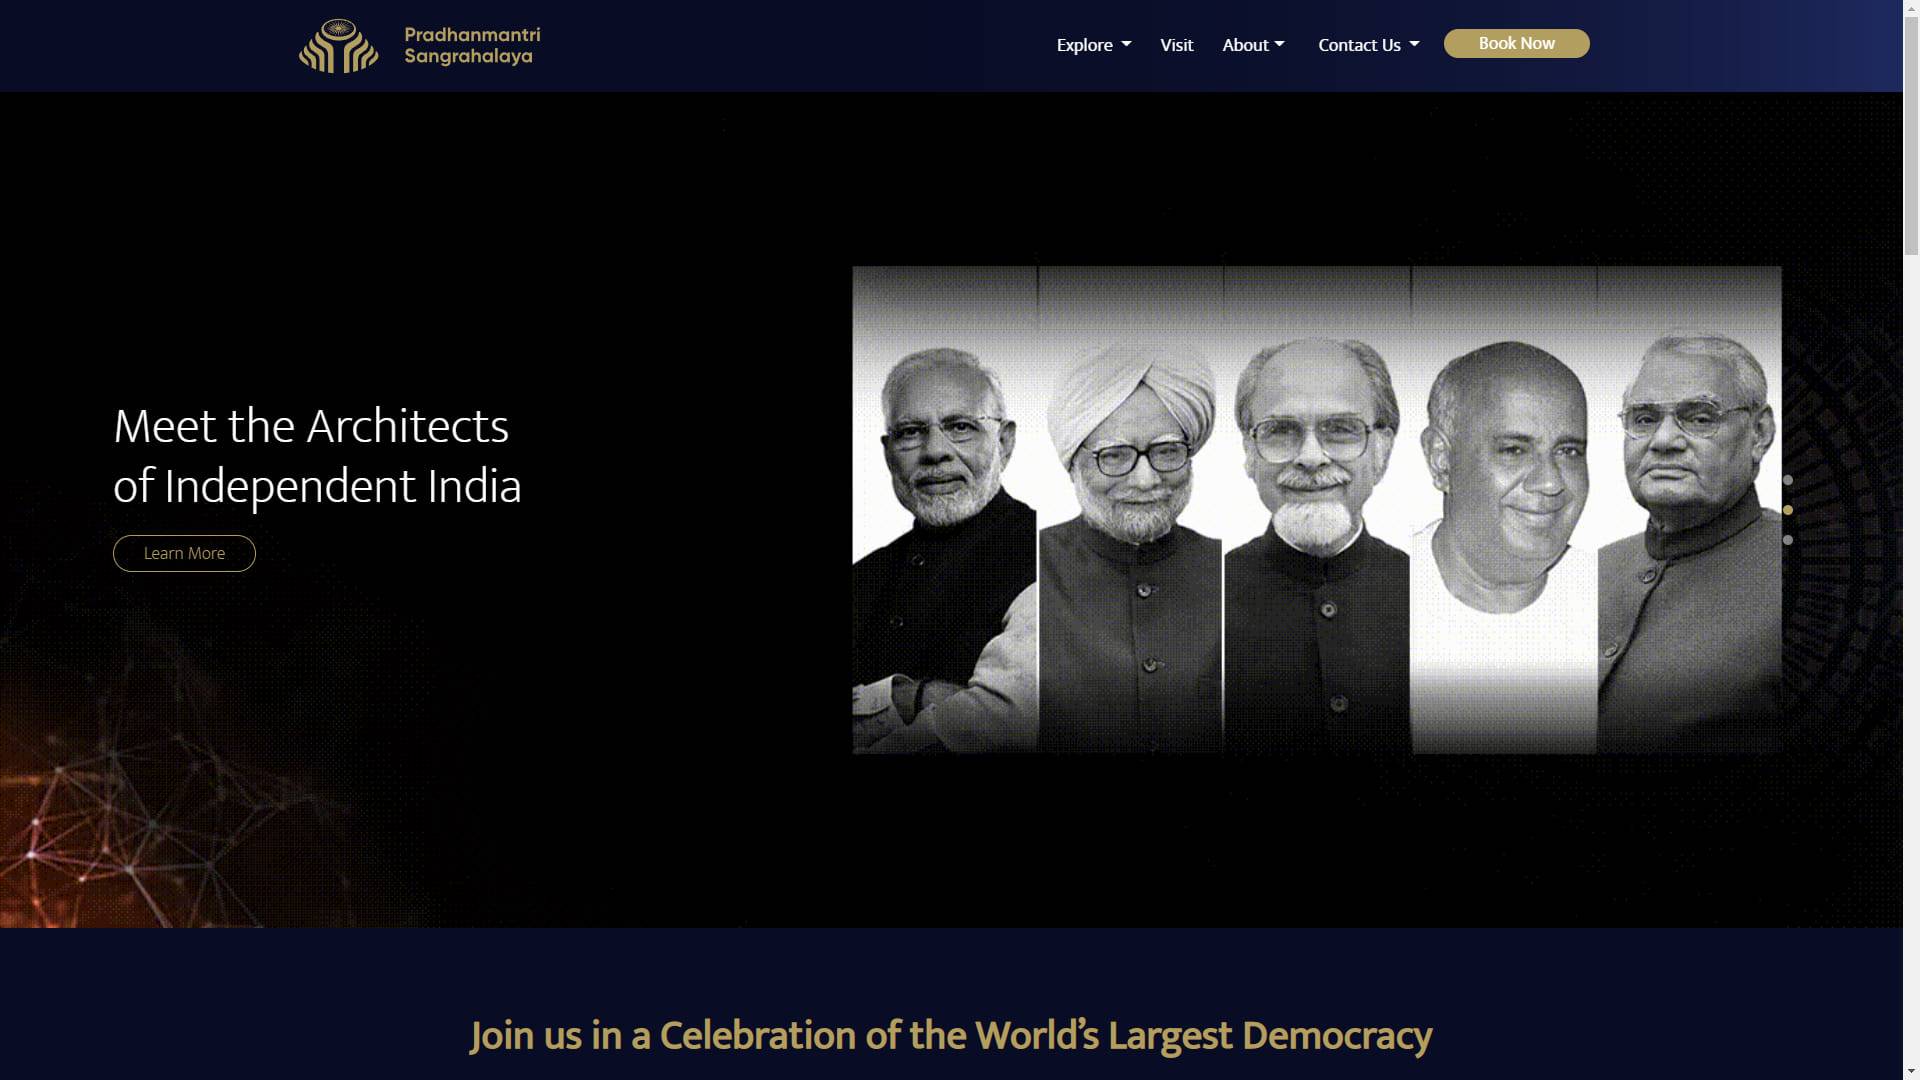 Pradhanmantri
Sangrahalaya
Explore
Visit
About
Contact Us
Book Now
Meet the Architects
of Independent India
Learn More
Join us in a Celebration of the World’s Largest Democracy